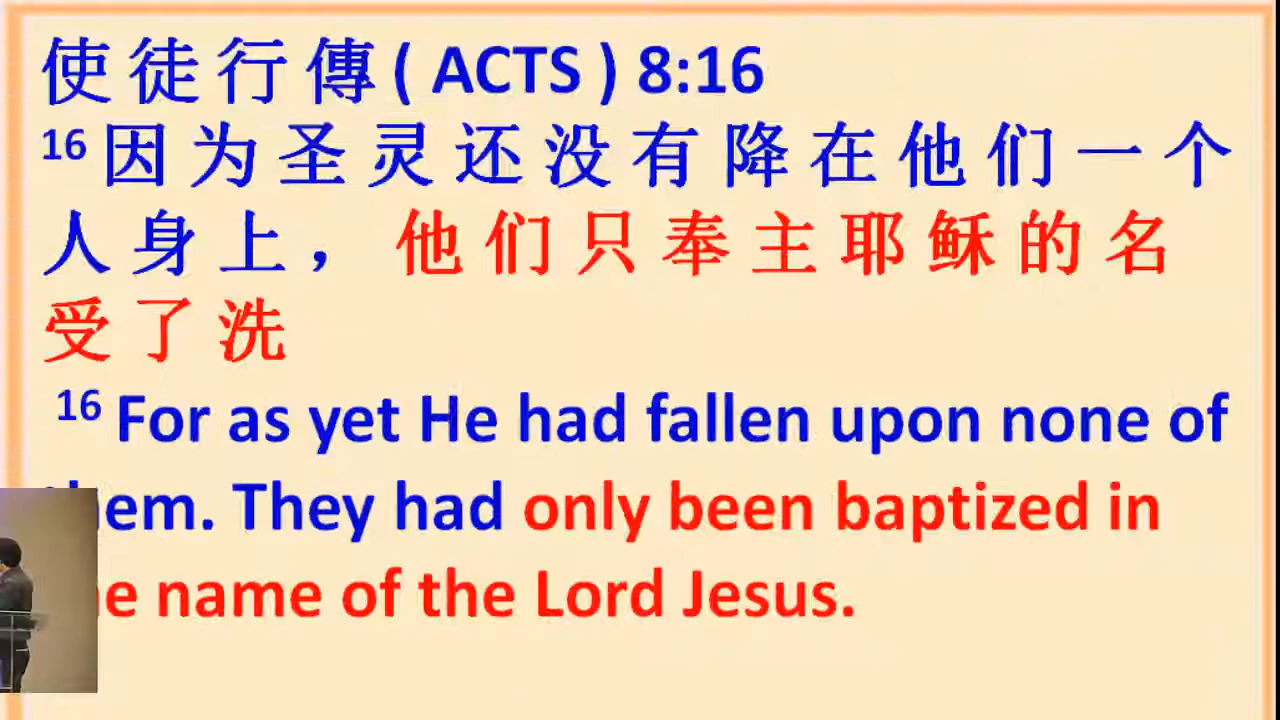 使徒行傳 ( ACTS ) 8:16
16 因为圣灵还没有降在他们一个
人身上，他们只奉主耶稣的名
受了洗
16 For as yet He had fallen upon none of
hem. They had only been baptized in
e name of the Lord Jesus.